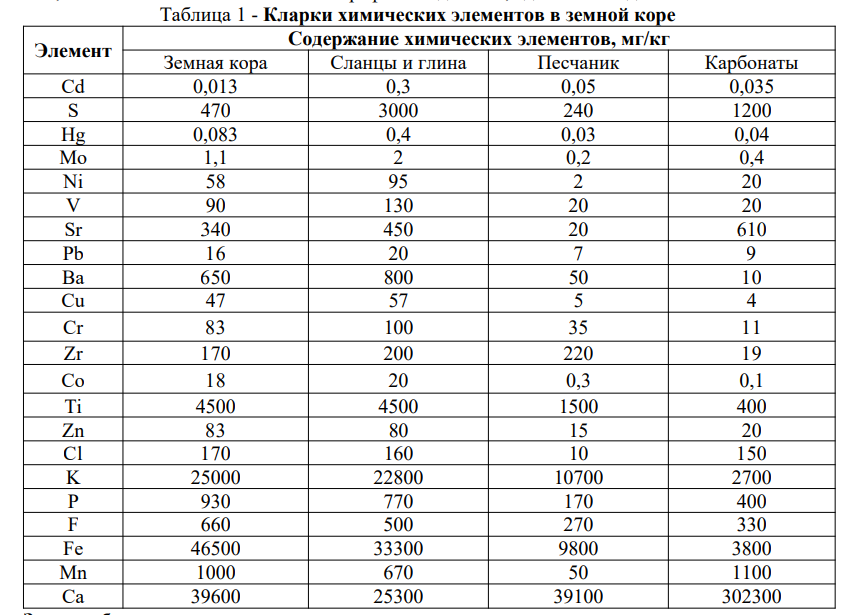 Таблица 1 - Кларки химических элементов в земной коре
Элемент Содержание химических элементов, мг/кг
Земная кора Сланцы и глина Песчаник Карбонаты
Cd 0,013 0,3 0,05 0,035
S 470 3000 240 1200
Hg 0,083 0,4 0,03 0,04
Mo 1,1 2 0,2 0,4
Ni 58 95 2 20
V 90 130 20 20
Sr 340 450 20 610
Pb 16 20 7 9
Ba 650 800 50 10
Cu 47 57 5 4
Cr 83 100 35 11
Zr 170 200 220 19
Co 18 20 0,3 0,1
Ti 4500 4500 1500 400
Zn 83 80 15 20
Cl 170 160 10 150
K 25000 22800 10700 2700
P 930 770 170 400
F 660 500 270 330
Fe 46500 33300 9800 3800
Mn 1000 670 50 1100
Ca 39600 25300 39100 302300